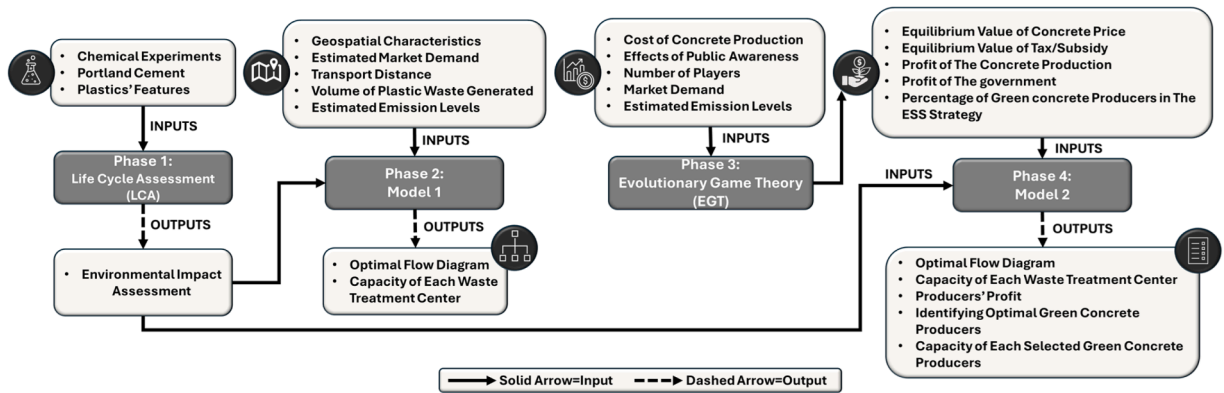 • Chemical Experiments
• Portland Cement
• Plastics' Features
INPUTS
Phase 1:
Life Cycle Assessment
(LCA)
OUTPUTS
• Environmental Impact
Assessment
• Geospatial Characteristics
• Estimated Market Demand
• Transport Distance
• Volume of Plastic Waste Generated
• Estimated Emission Levels
INPUTS
Phase 2:
Model 1
OUTPUTS
• Optimal Flow Diagram
• Capacity of Each Waste
Treatment Center
• Cost of Concrete Production
• Effects of Public Awareness
• Number of Players
• Market Demand
• Estimated Emission Levels
INPUTS
Phase 3:
Evolutionary Game Theory
(EGT)
• Equilibrium Value of Concrete Price
• Equilibrium Value of Tax/Subsidy
• Profit of The Concrete Production
• Profit of The government
• Percentage of Green concrete Producers in The
ESS Strategy
INPUTS
INPUTS
Phase 4:
Model 2
OUTPUTS
• Optimal Flow Diagram
• Capacity of Each Waste Treatment Center
• Producers' Profit
• Identifying Optimal Green Concrete
Producers
• Capacity of Each Selected Green Concrete
Producers
Solid Arrow=Input
Dashed Arrow=Output